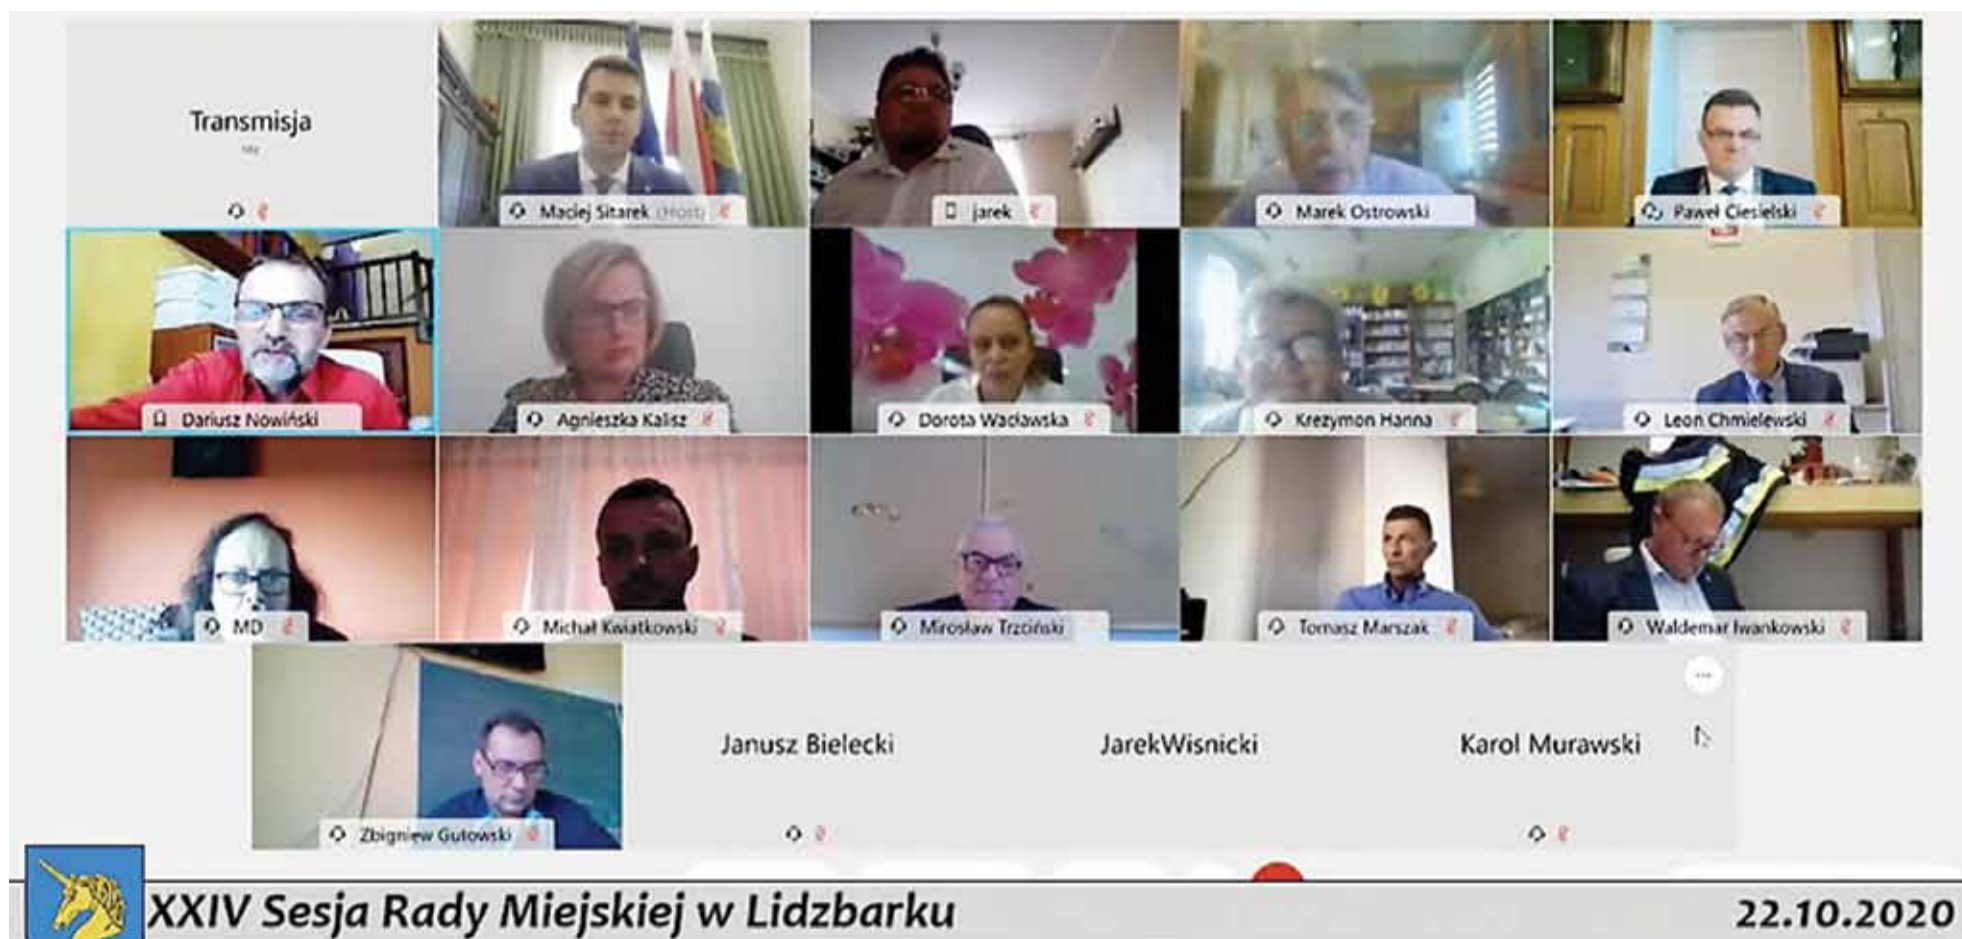 Transmisja
Maciej Sitarek (Host)
jarek
Marek Ostrowski
Paweł Ciesielski
Dariusz Nowiński
Agnieszka Kalisz
Dorota Wacławska
Krezymon Hanna
Leon Chmielewski
MD
Michał Kwiatkowski
Mirosław Trzciński
Tomasz Marszak
Waldemar Iwankowski
Zbigniew Gutowski
Janusz Bielecki
JarekWisnicki
Karol Murawski
XXIV Sesja Rady Miejskiej w Lidzbarku
22.10.2020